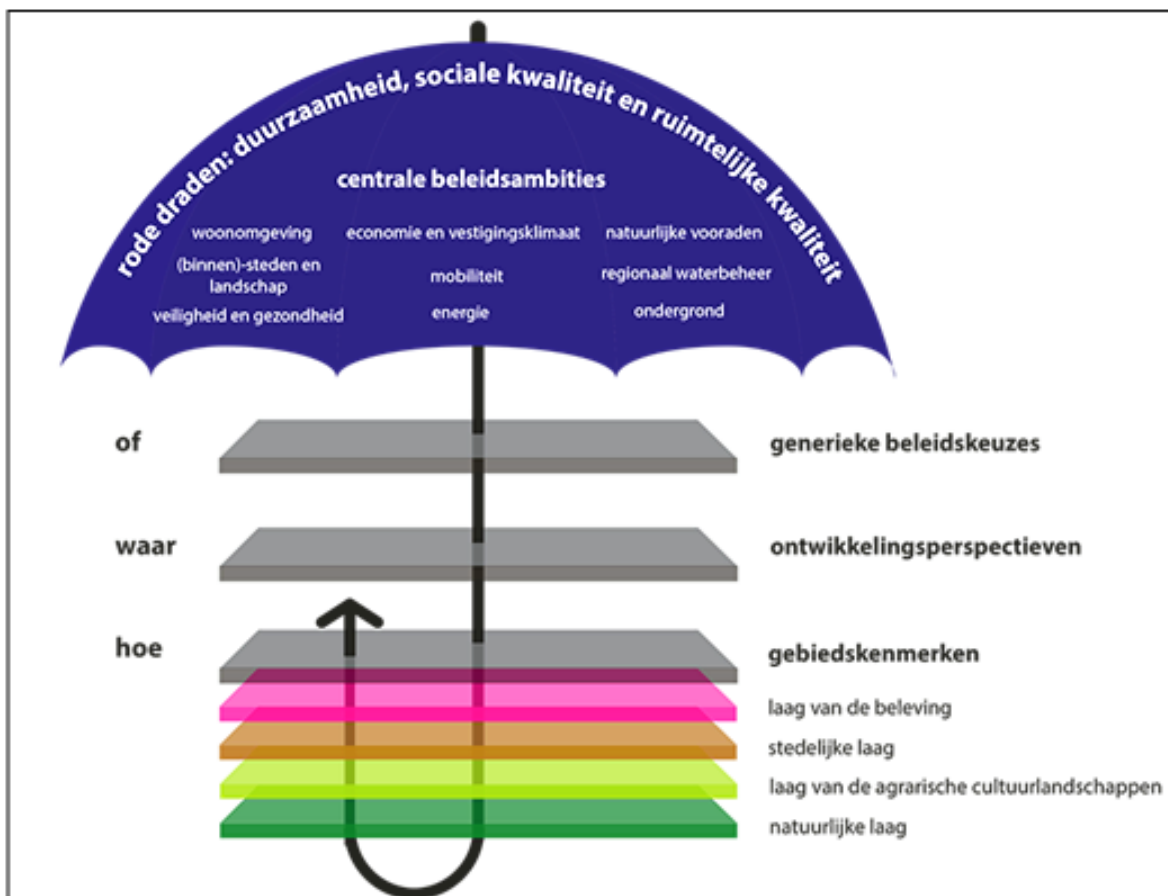 rode draden: duurzaamheid, sociale kwaliteit en ruimtelijke kwaliteit
centrale beleidsambities
woonomgeving
economie en vestigingsklimaat
natuurlijke vooraden
(binnen)-steden en
landschap
mobiliteit
regionaal waterbeheer
veiligheid en gezondheid
energie
ondergrond
of
generieke beleidskeuzes
waar
ontwikkelingsperspectieven
hoe
gebiedskenmerken
laag van de beleving
stedelijke laag
laag van de agrarische cultuurlandschappen
natuurlijke laag